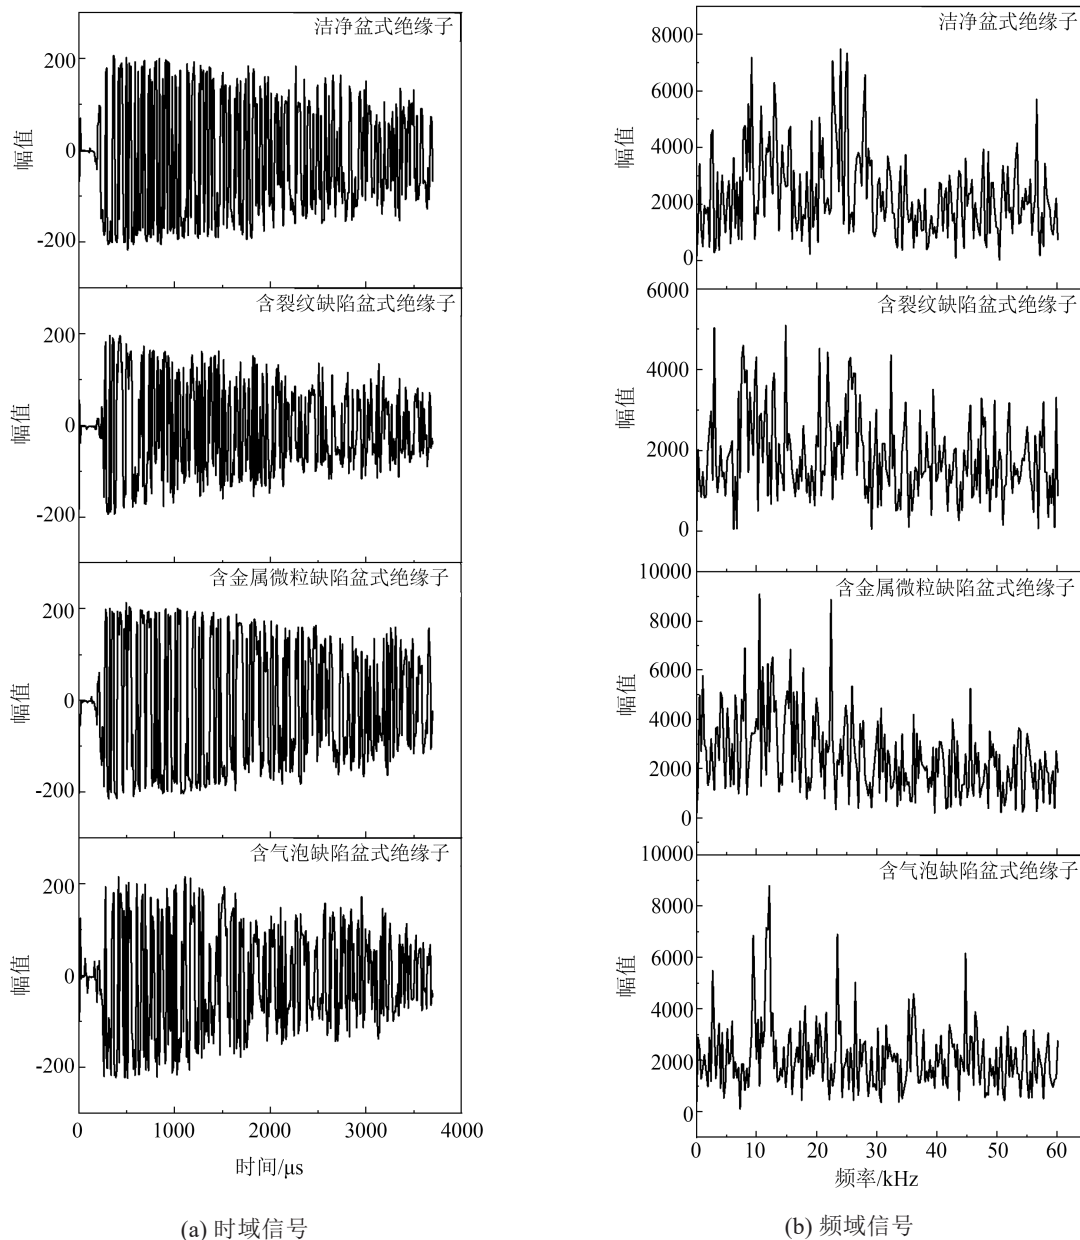 洁净盆式绝缘子
200
0
-200
幅值
含裂纹缺陷盆式绝缘子
200
0
-200
幅值
含金属微粒缺陷盆式绝缘子
200
0
-200
幅值
含气泡缺陷盆式绝缘子
200
0
-200
幅值
0 1000 2000 3000 4000
时间/μs
(a) 时域信号
洁净盆式绝缘子
8000
6000
4000
2000
0
幅值
含裂纹缺陷盆式绝缘子
6000
4000
2000
0
幅值
含金属微粒缺陷盆式绝缘子
10000
8000
6000
4000
2000
0
幅值
含气泡缺陷盆式绝缘子
10000
8000
6000
4000
2000
0
幅值
0 10 20 30 40 50 60
频率/kHz
(b) 频域信号